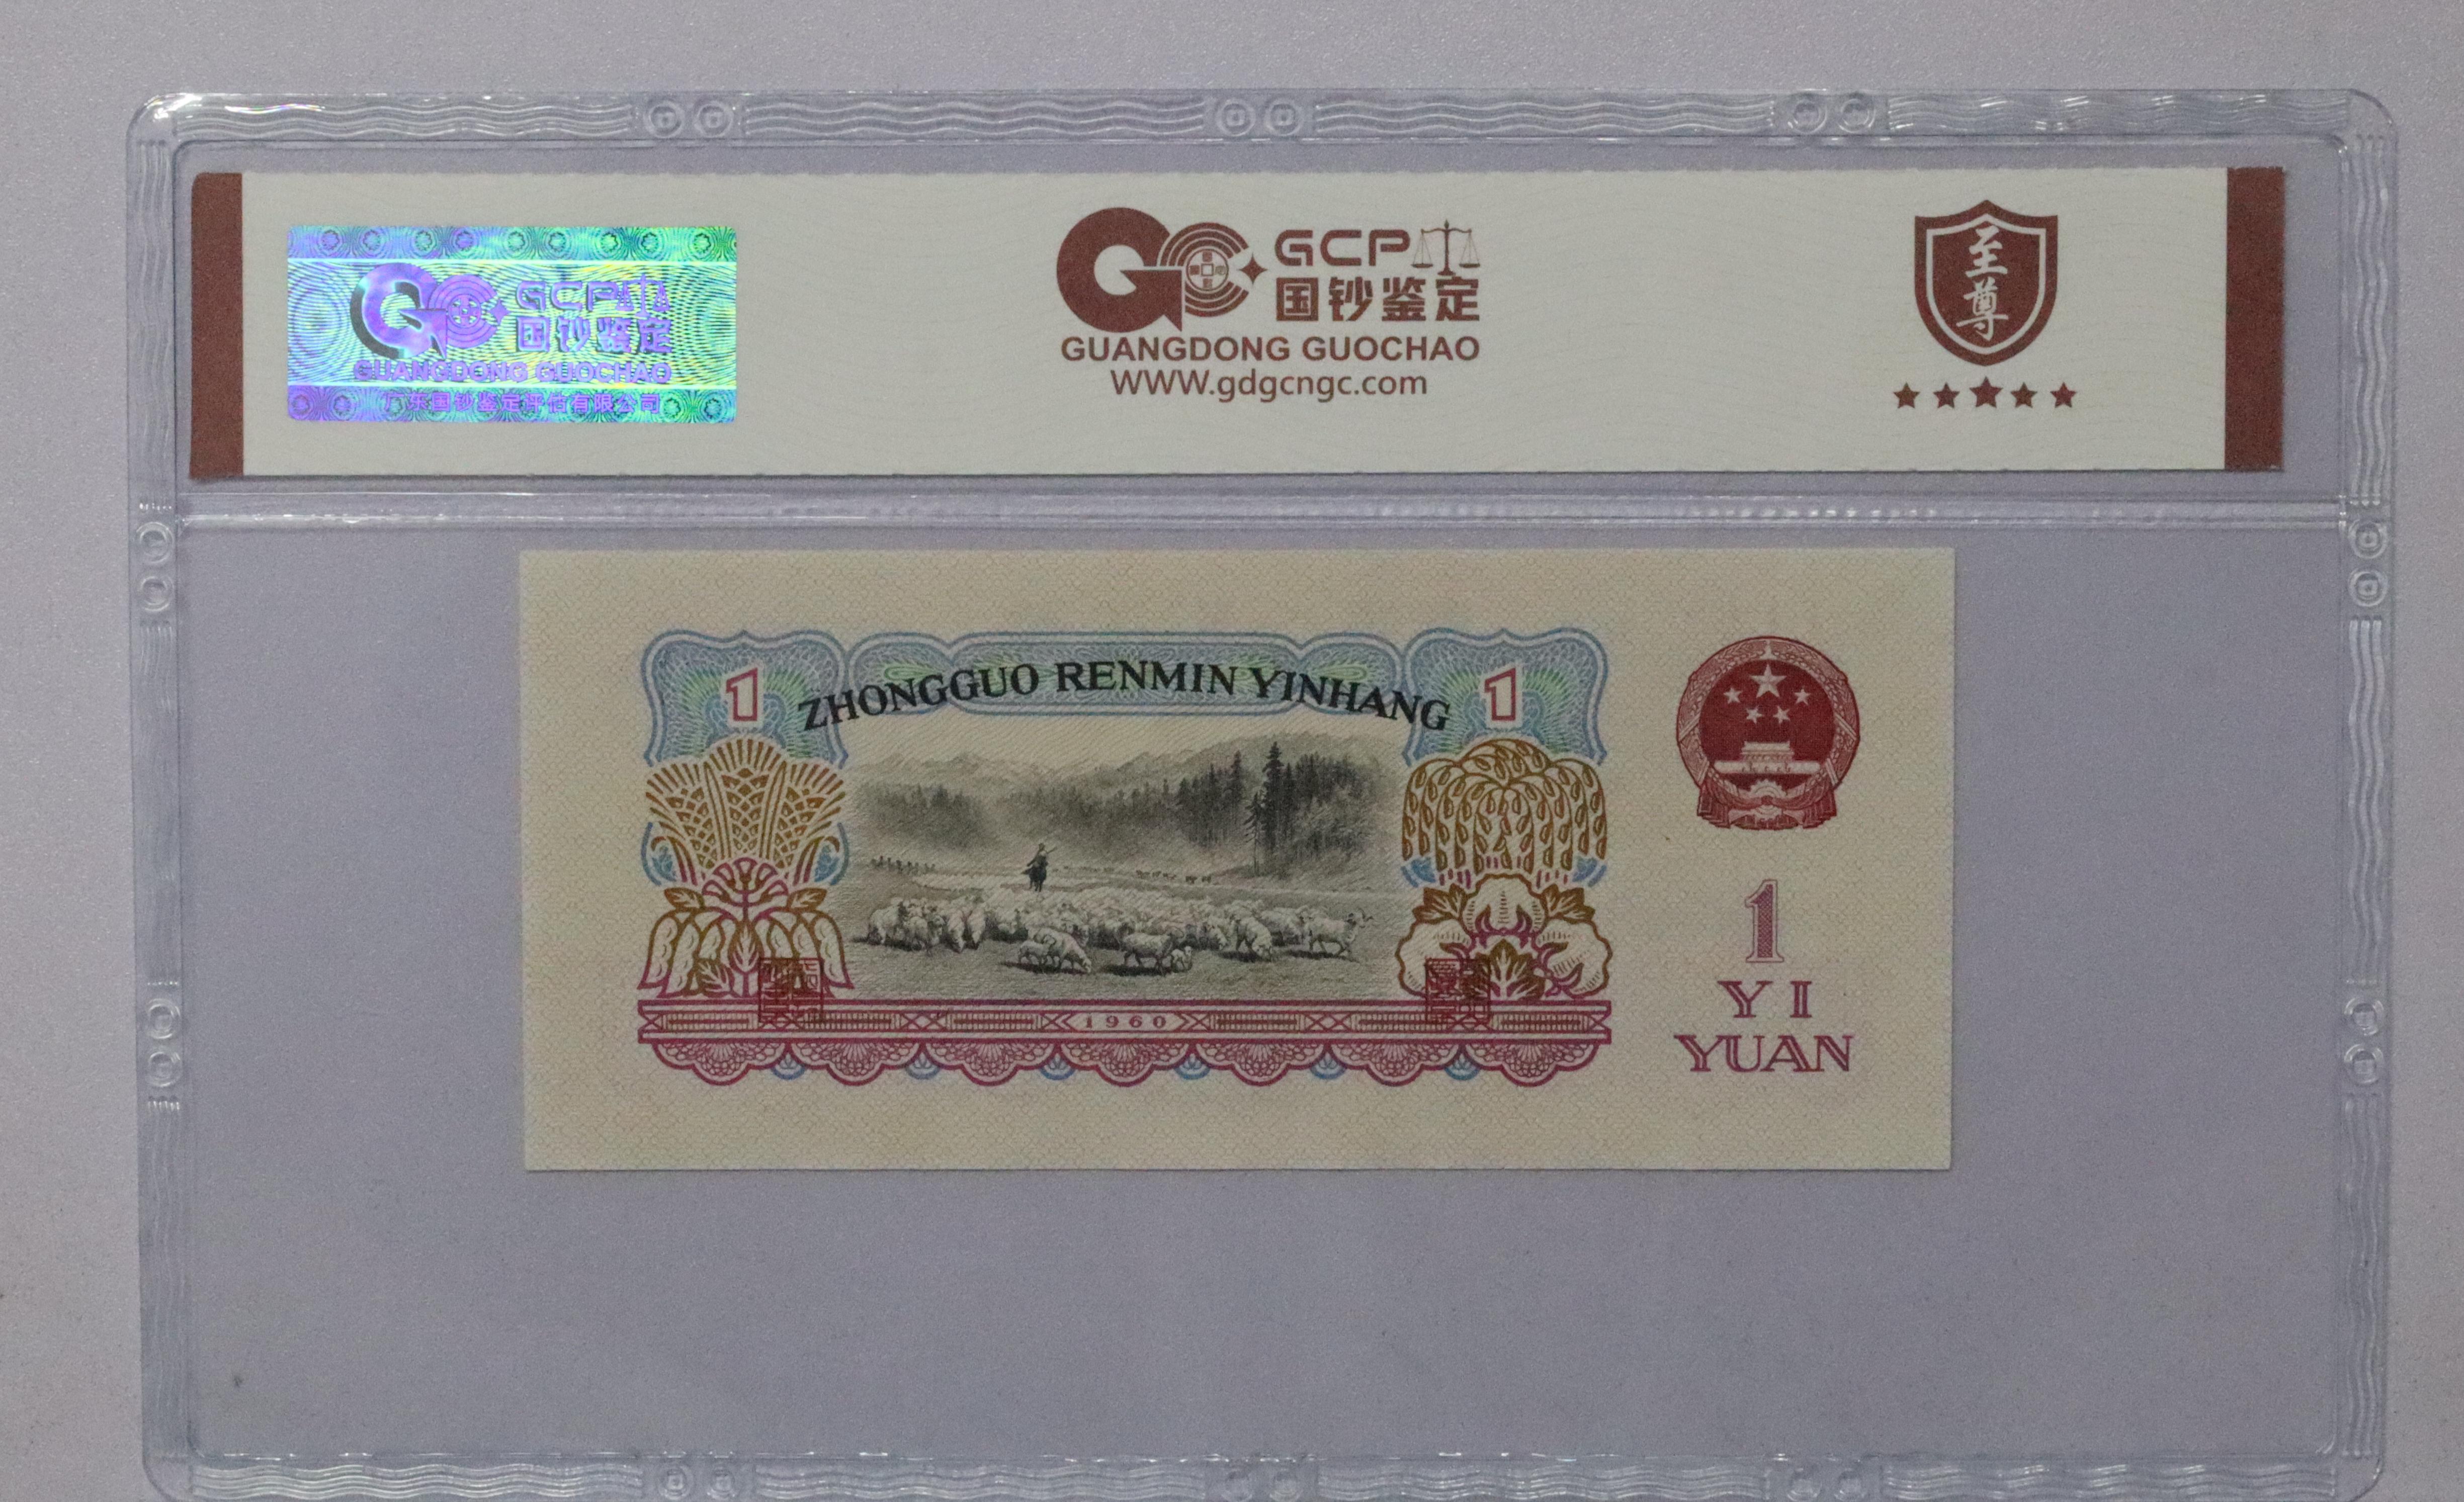 GCP
国钞鉴定
GUANGDONG GUOCHAO
广东国钞鉴定评估有限公司
GCP
国钞鉴定
GUANGDONG GUOCHAO
WWW.gdgcngc.com
至尊
ZHONGGUO RENMIN YINHANG
1
1
1
YI
YUAN
1960